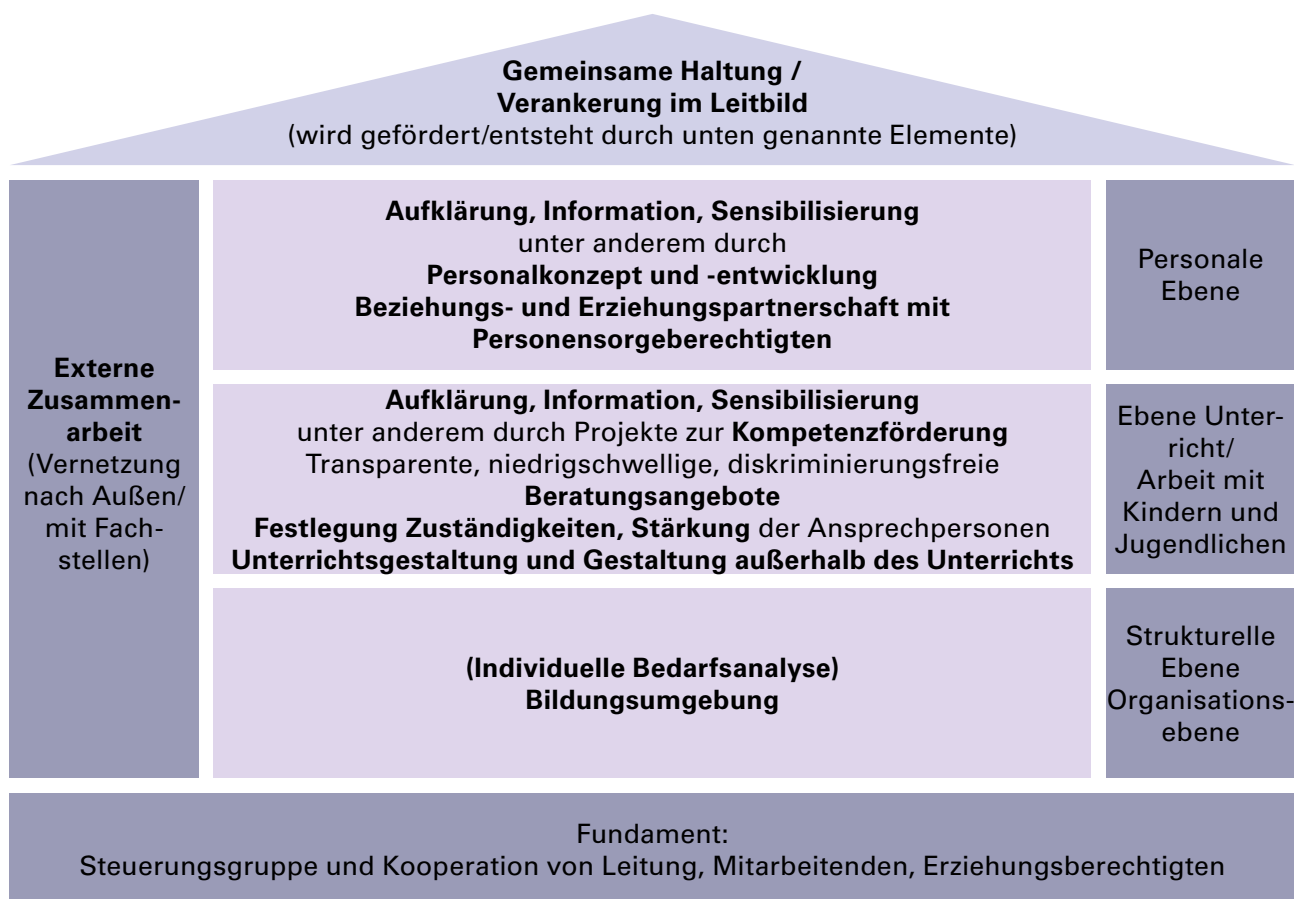 Gemeinsame Haltung /
Verankerung im Leitbild
(wird gefördert/entsteht durch unten genannte Elemente)
Externe
Zusammen-
arbeit
(Vernetzung
nach Außen/
mit Fach-
stellen)
Aufklärung, Information, Sensibilisierung
unter anderem durch
Personalkonzept und -entwicklung
Beziehungs- und Erziehungspartnerschaft mit
Personensorgeberechtigten
Personale
Ebene
Aufklärung, Information, Sensibilisierung
unter anderem durch Projekte zur Kompetenzförderung
Transparente, niedrigschwellige, diskriminierungsfreie
Beratungsangebote
Festlegung Zuständigkeiten, Stärkung der Ansprechpersonen
Unterrichtsgestaltung und Gestaltung außerhalb des Unterrichts
Ebene Unter-
richt/
Arbeit mit
Kindern und
Jugendlichen
(Individuelle Bedarfsanalyse)
Bildungsumgebung
Strukturelle
Ebene
Organisations-
ebene
Fundament:
Steuerungsgruppe und Kooperation von Leitung, Mitarbeitenden, Erziehungsberechtigten